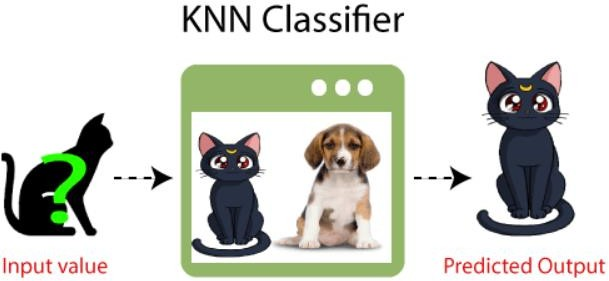 KNN Classifier
?
Input value
Predicted Output